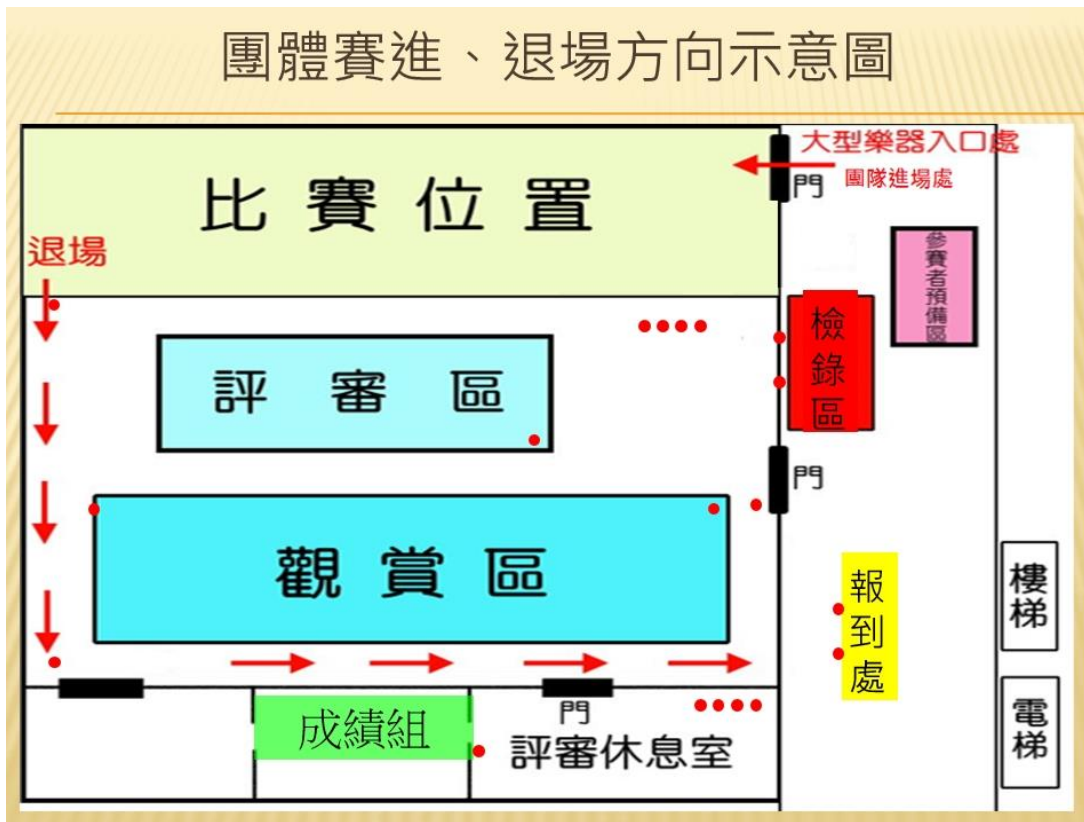 團體賽進、退場方向示意圖
大型樂器入口處
團隊進場處
門
比賽位置
退場
參賽者預備區
檢錄區
評審區
門
觀賞區
報到處
樓梯
電梯
成績組
門
評審休息室